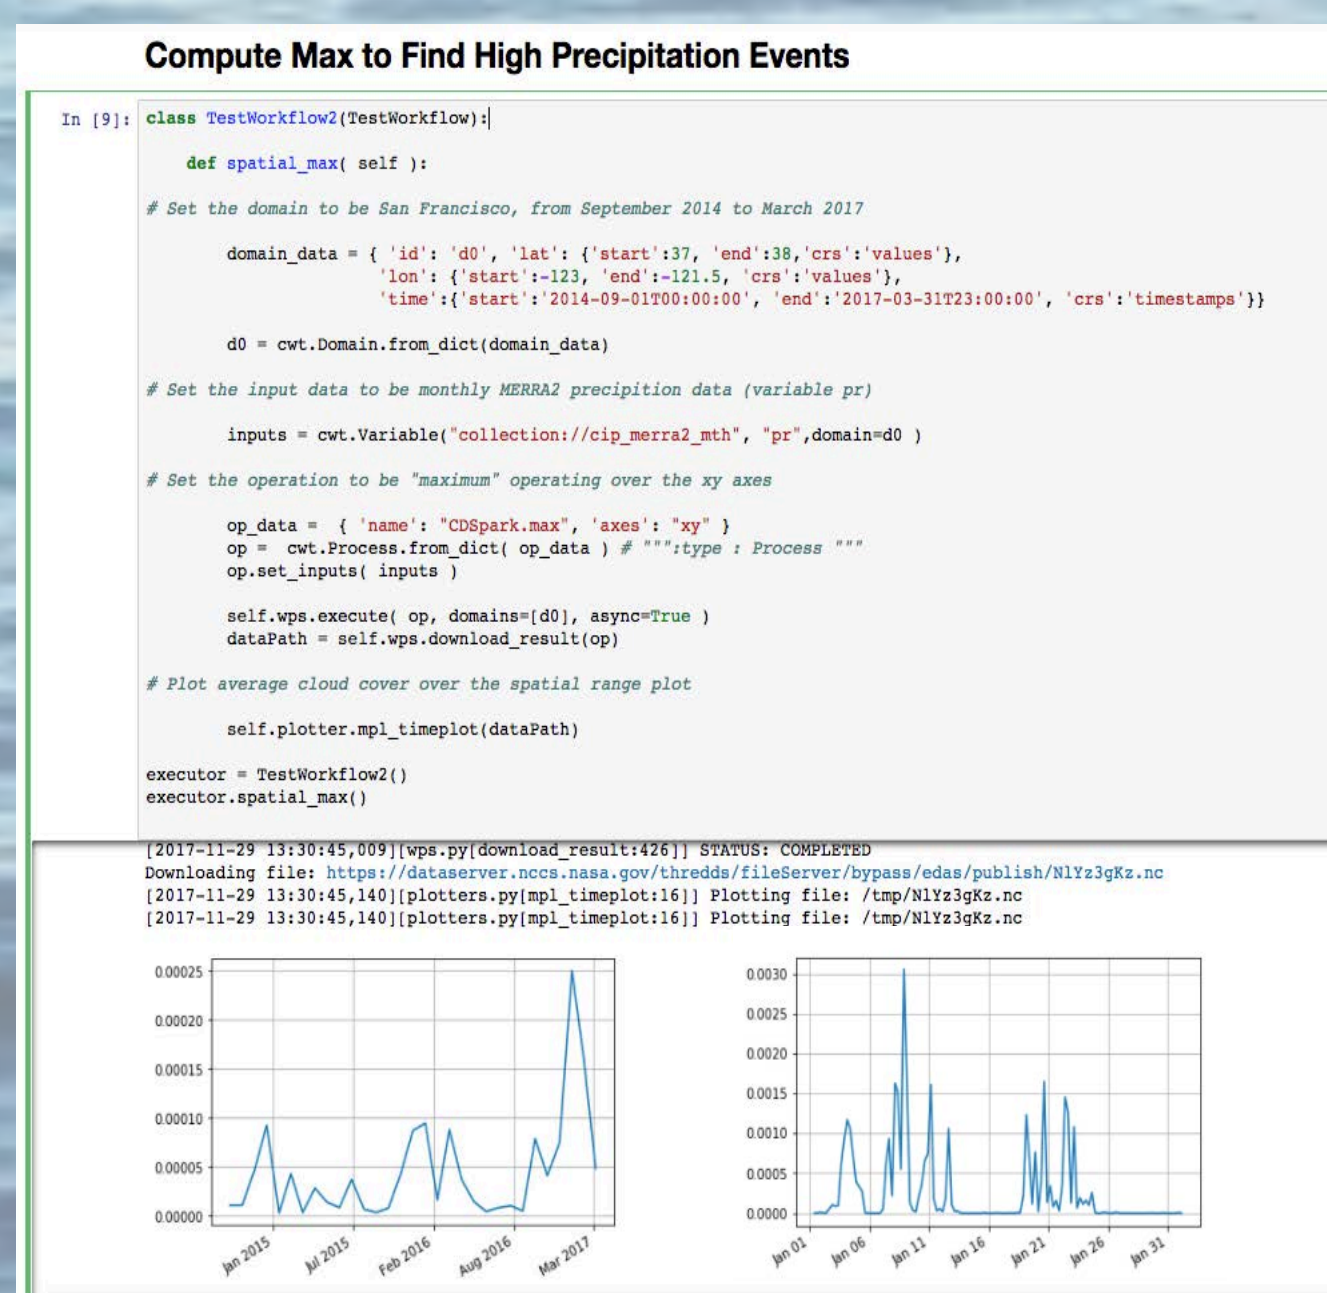 Compute Max to Find High Precipitation Events
In [9]: class TestWorkflow2(TestWorkflow):
def spatial_max( self ):
# Set the domain to be San Francisco, from September 2014 to March 2017
domain_data = { 'id': 'd0', 'lat': {'start':37, 'end':38,'crs':'values'},
'lon': {'start':-123, 'end':-121.5, 'crs':'values'},
'time':{'start':'2014-09-01T00:00:00', 'end':'2017-03-31T23:00:00', 'crs':'timestamps'}}
d0 = cwt.Domain.from_dict(domain_data)
# Set the input data to be monthly MERRA2 precipition data (variable pr)
inputs = cwt.Variable("collection://cip_merra2_mth", "pr",domain=d0 )
# Set the operation to be "maximum" operating over the xy axes
op_data = { 'name': "CDSpark.max", 'axes': "xy" }
op = cwt.Process.from_dict( op_data ) # """:type : Process """
op.set_inputs( inputs )
self.wps.execute( op, domains=[d0], async=True )
dataPath = self.wps.download_result(op)
# Plot average cloud cover over the spatial range plot
self.plotter.mpl_timeplot(dataPath)
executor = TestWorkflow2()
executor.spatial_max()
[2017-11-29 13:30:45,009][wps.py[download_result:426]] STATUS: COMPLETED
Downloading file: https://dataserver.nccs.nasa.gov/thredds/fileServer/bypass/edas/publish/NlYz3gKz.nc
[2017-11-29 13:30:45,140][plotters.py[mpl_timeplot:16]] Plotting file: /tmp/NlYz3gKz.nc
[2017-11-29 13:30:45,140][plotters.py[mpl_timeplot:16]] Plotting file: /tmp/NlYz3gKz.nc
0.00025
0.00020
0.00015
0.00010
0.00005
0.00000
Jan 2015
Jul 2015
Feb 2016
Aug 2016
Mar 2017
0.0030
0.0025
0.0020
0.0015
0.0010
0.0005
0.0000
Jan 01
Jan 06
Jan 11
Jan 16
Jan 21
Jan 26
Jan 31